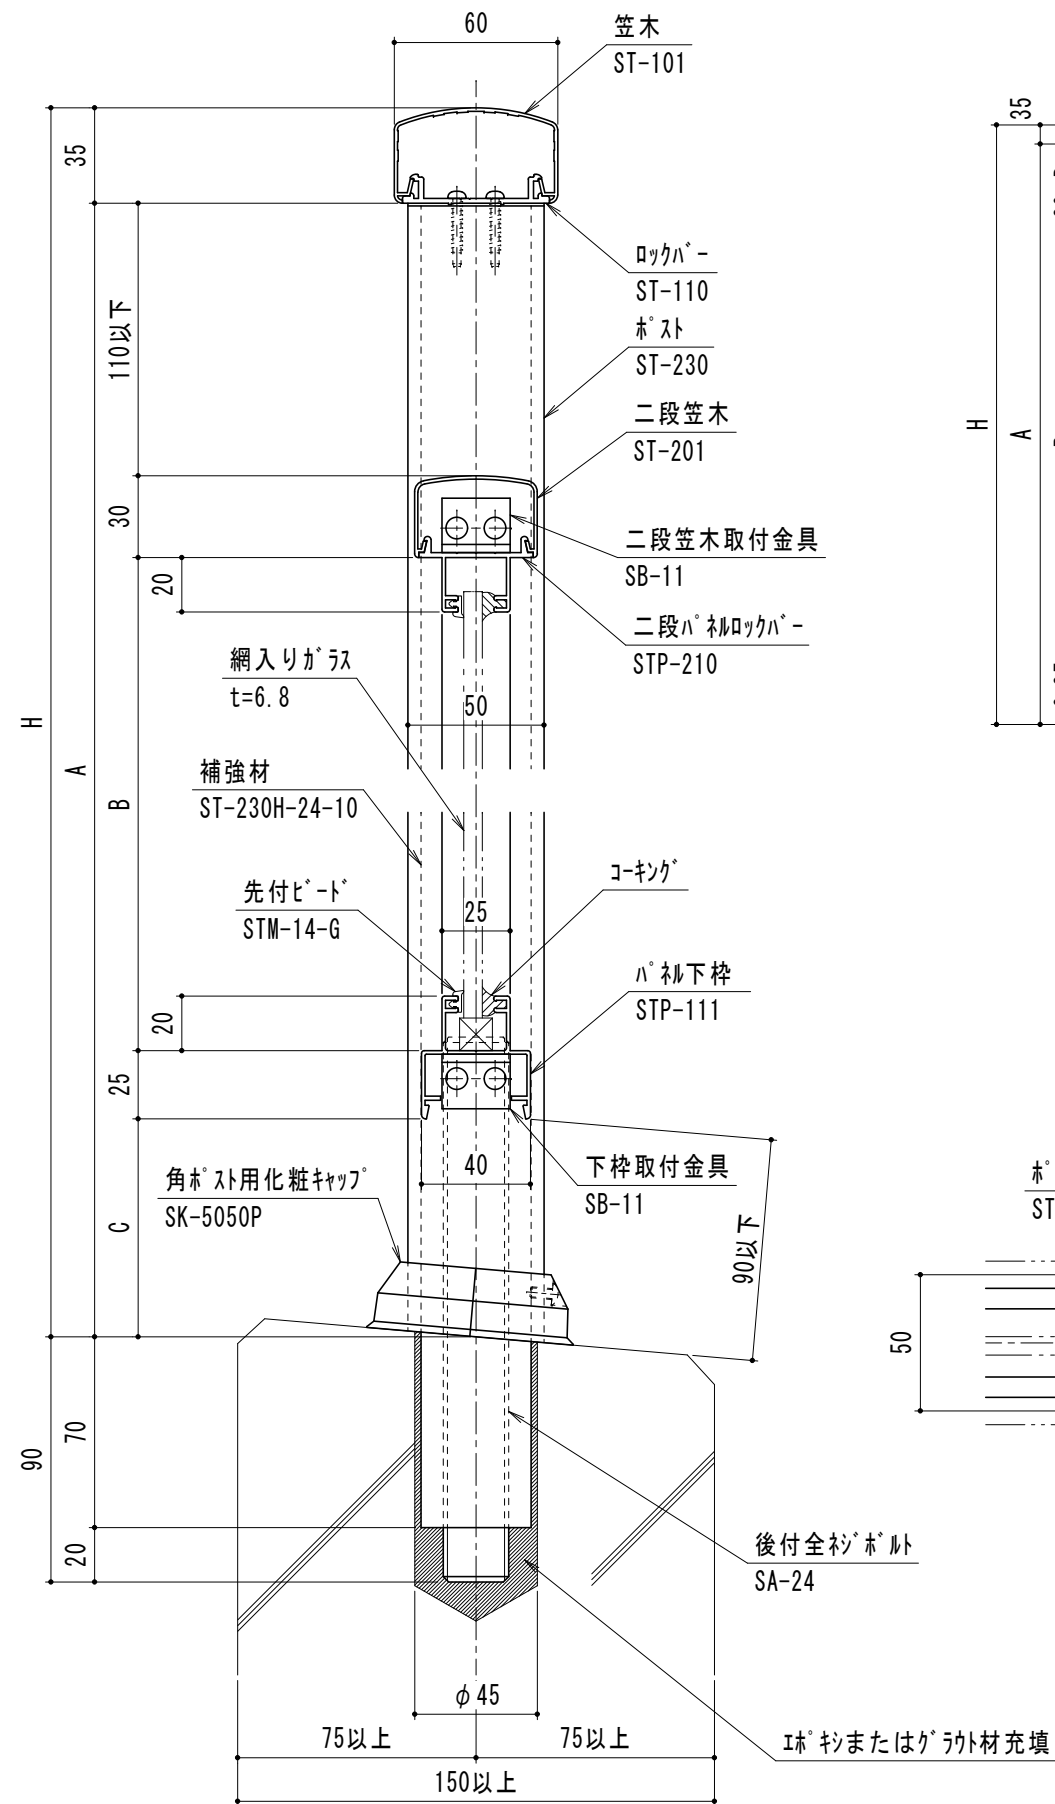 60
笠木
ST-101
35
35
ロックバー
ST-110
ポスト
ST-230
110以下
二段笠木
ST-201
H
A
30
二段笠木取付金具
SB-11
20
二段パネルロックバー
STP-210
網入りガラス
t=6.8
50
H
A
B
補強材
ST-230H-24-10
コーキング
先付ビード
STM-14-G
25
パネル下枠
STP-111
20
25
40
下枠取付金具
SB-11
角ポスト用化粧キャップ
SK-5050P
C
90以下
ポ
ST
50
90
70
20
後付全ネジボルト
SA-24
φ45
75以上
75以上
エポキシまたはグラウト材充填
150以上